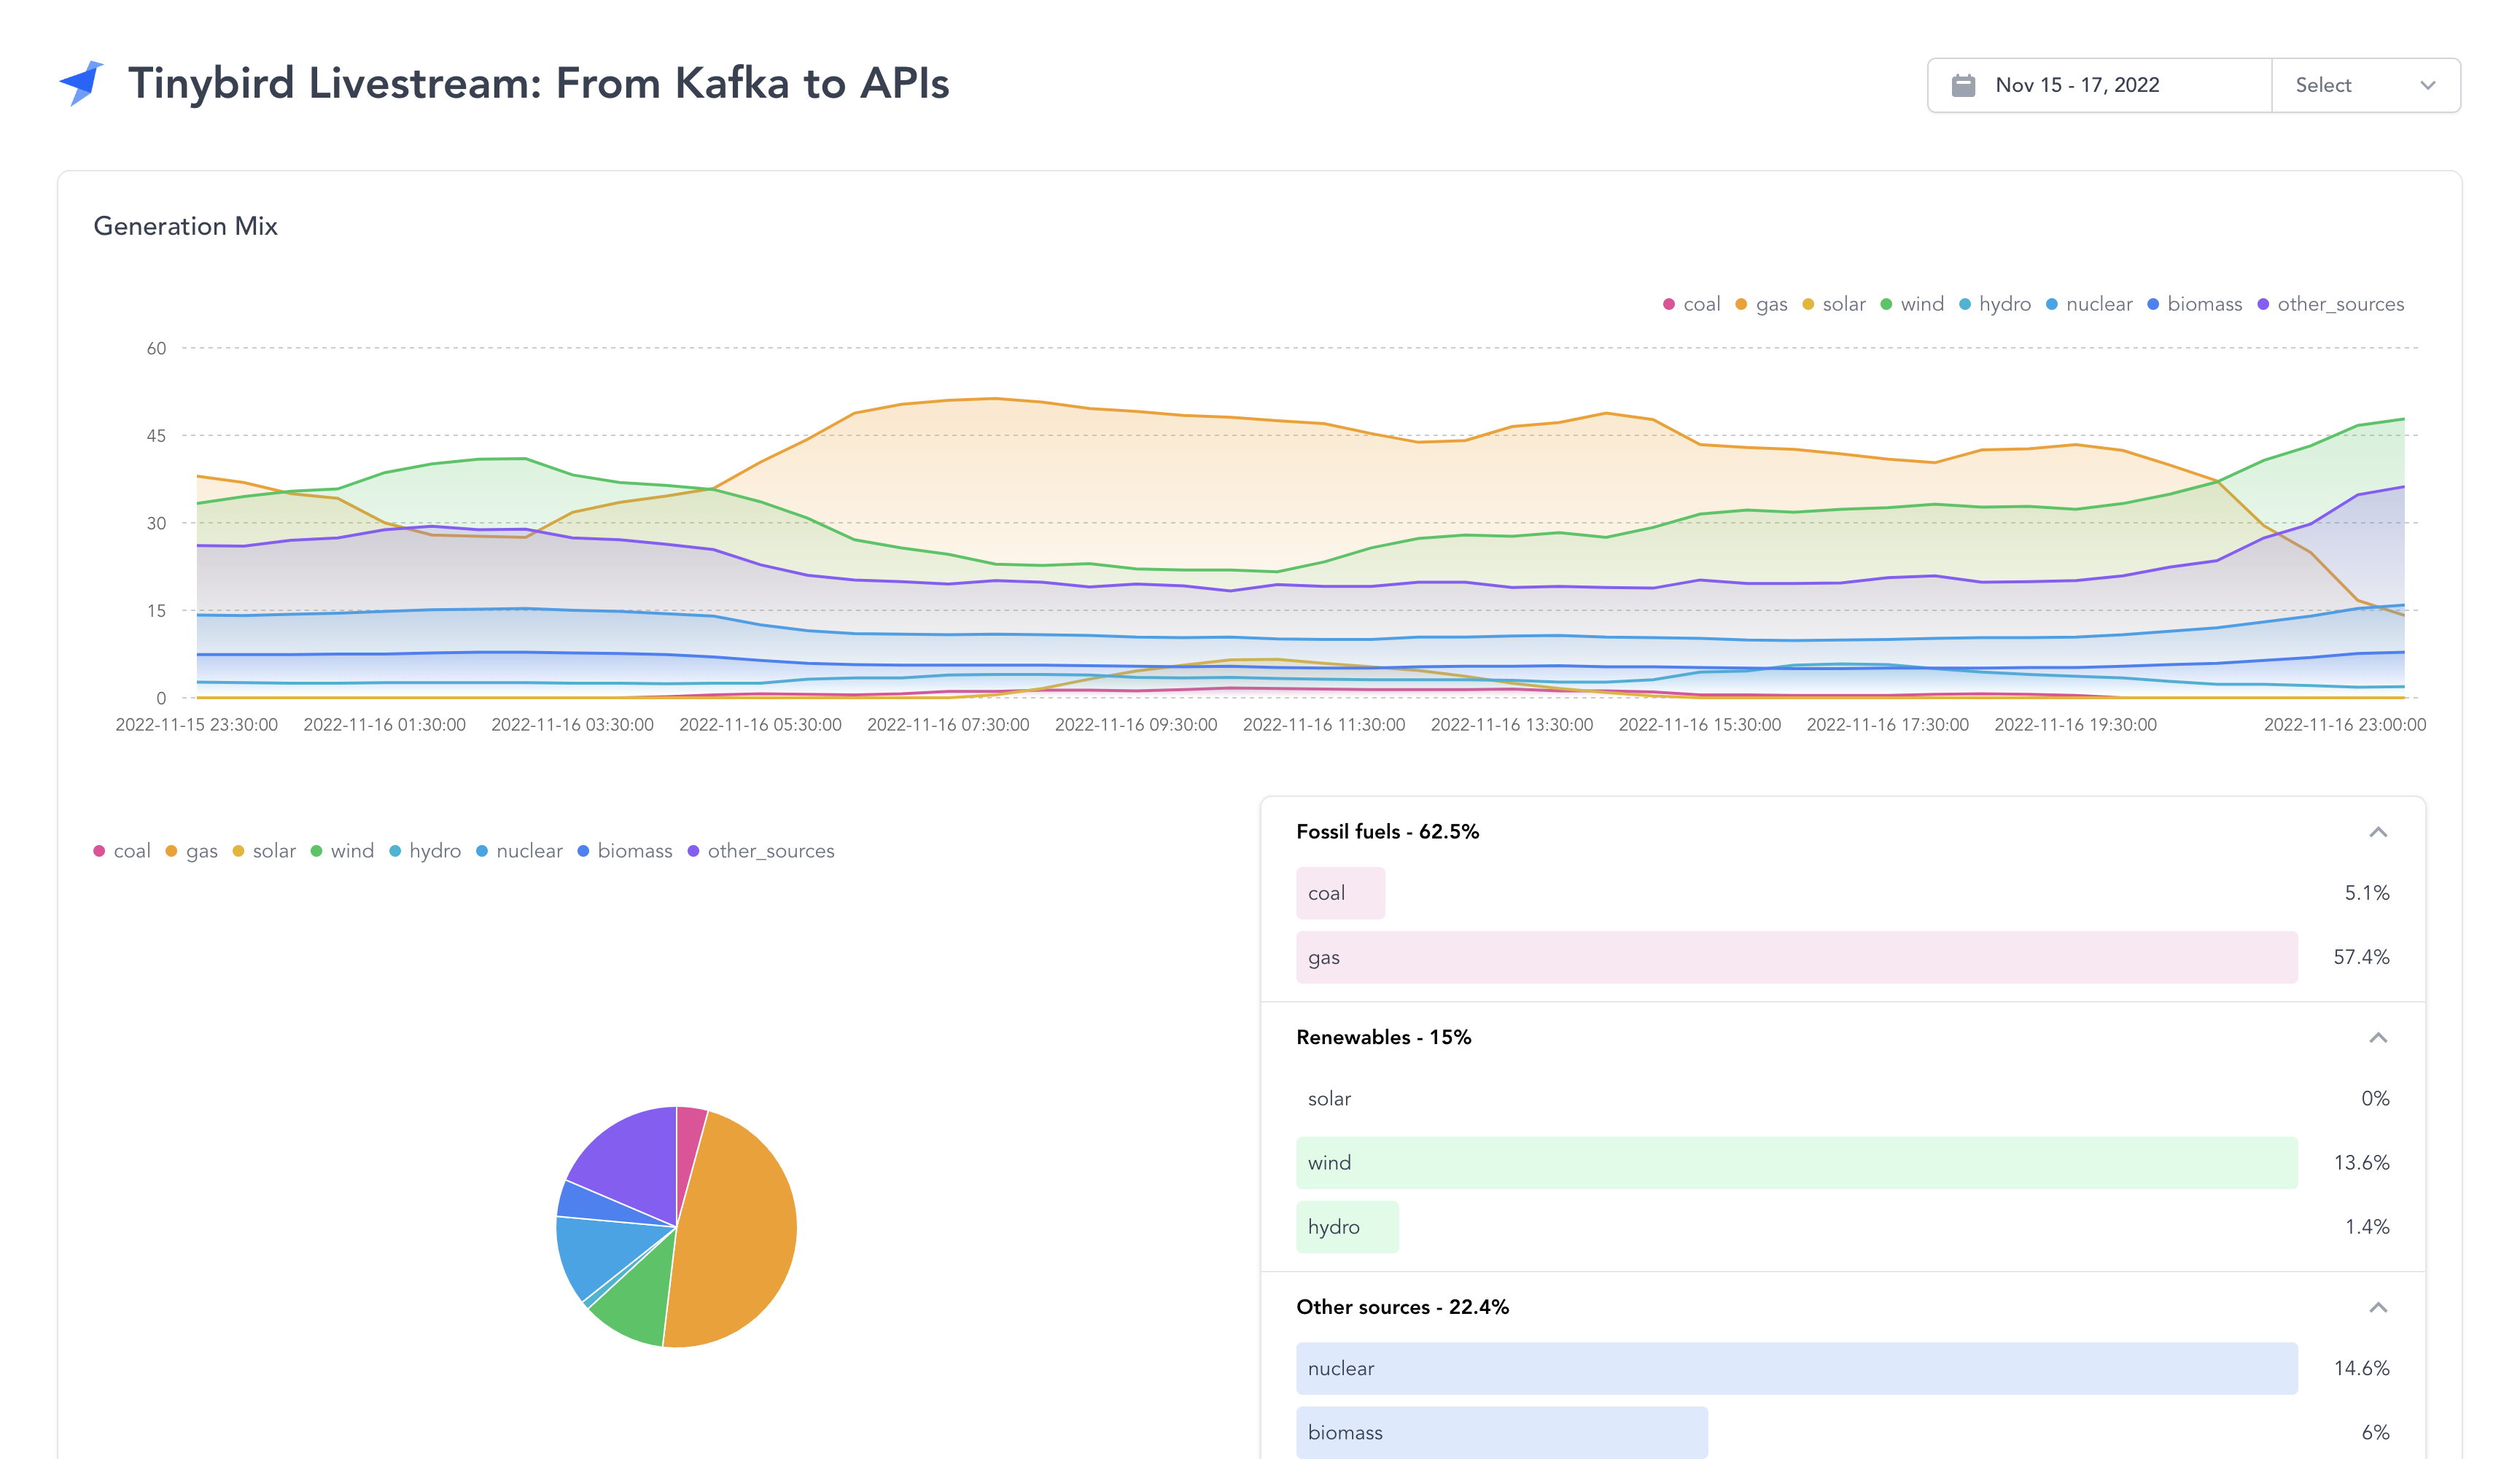 Tinybird Livestream: From Kafka to APIs
Nov 15 - 17, 2022
Select
Generation Mix
coal gas solar wind hydro nuclear biomass other_sources
60
45
30
15
0
2022-11-15 23:30:00 2022-11-16 01:30:00 2022-11-16 03:30:00 2022-11-16 05:30:00 2022-11-16 07:30:00 2022-11-16 09:30:00 2022-11-16 11:30:00 2022-11-16 13:30:00 2022-11-16 15:30:00 2022-11-16 17:30:00 2022-11-16 19:30:00 2022-11-16 23:00:00
coal gas solar wind hydro nuclear biomass other_sources
Fossil fuels - 62.5%
coal 5.1%
gas 57.4%
Renewables - 15%
solar 0%
wind 13.6%
hydro 1.4%
Other sources - 22.4%
nuclear 14.6%
biomass 6%